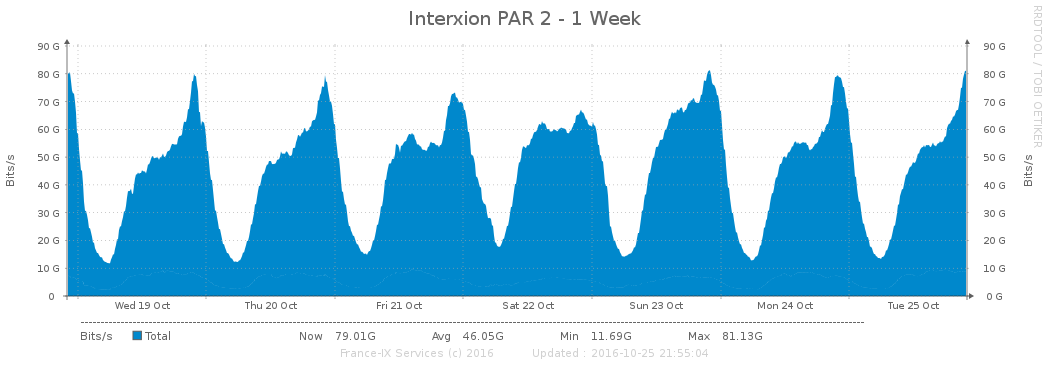 Interxion PAR 2 - 1 Week
RRDTOOL / TOBI OETIKER
Bits/s
90 G
80 G
70 G
60 G
50 G
40 G
30 G
20 G
10 G
0
90 G
80 G
70 G
60 G
50 G
40 G
30 G
20 G
10 G
0 G
Bits/s
Wed 19 Oct Thu 20 Oct Fri 21 Oct Sat 22 Oct Sun 23 Oct Mon 24 Oct Tue 25 Oct
Bits/s Total Now 79.01G Avg 46.05G Min 11.69G Max 81.13G
France-IX Services (c) 2016 Updated : 2016-10-25 21:55:04